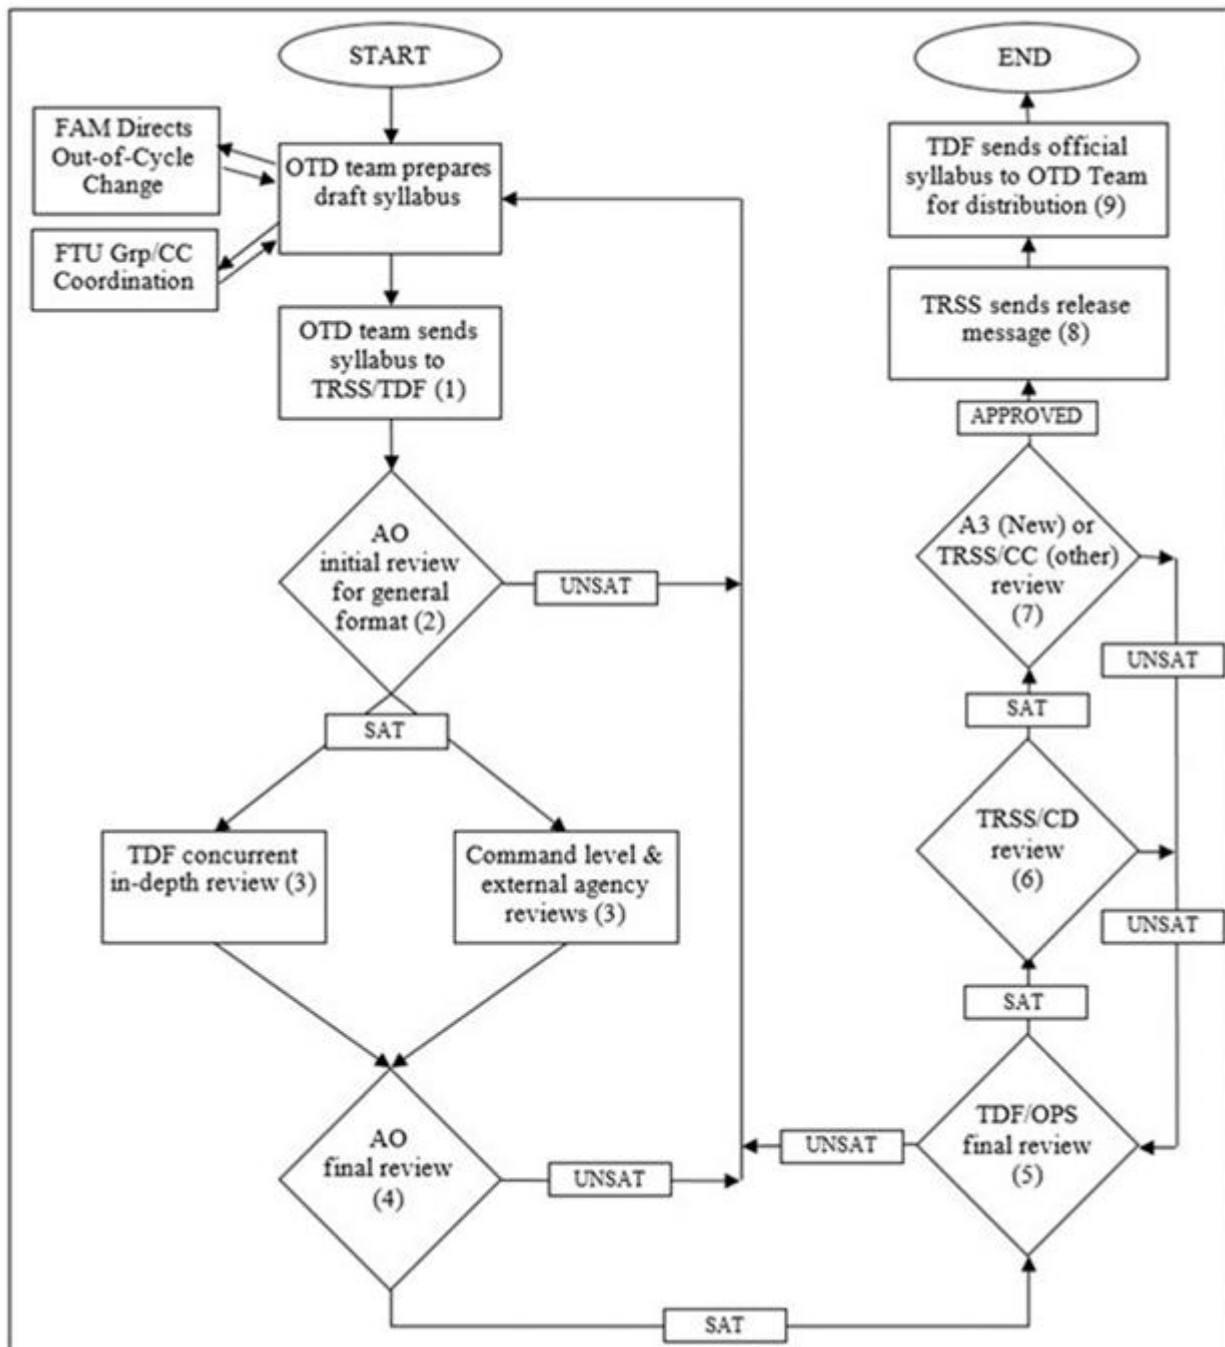 START
FAM Directs
Out-of-Cycle
Change
OTD team prepares
draft syllabus
FTU Grp/CC
Coordination
OTD team sends
syllabus to
TRSS/TDF (1)
AO
initial review
for general
format (2)
UNSAT
SAT
TDF concurrent
in-depth review (3)
Command level &
external agency
reviews (3)
AO
final review
(4)
UNSAT
SAT
TDF/OPS
final review
(5)
UNSAT
SAT
TRSS/CD
review
(6)
UNSAT
SAT
A3 (New) or
TRSS/CC (other)
review
(7)
UNSAT
APPROVED
TRSS sends release
message (8)
TDF sends official
syllabus to OTD Team
for distribution (9)
END